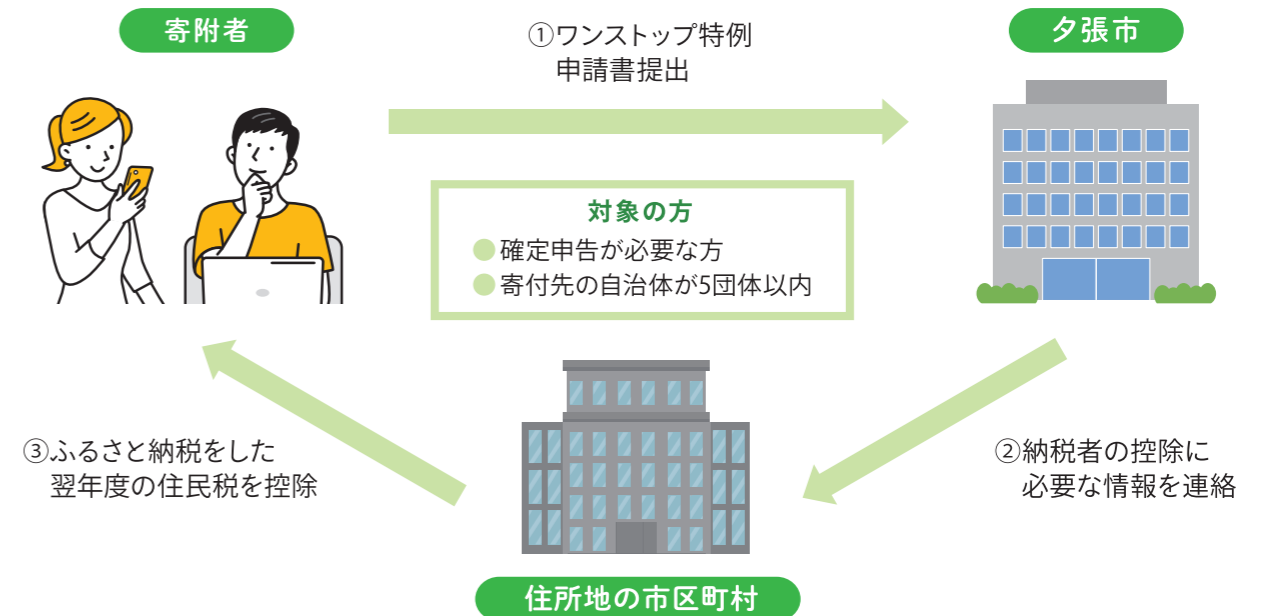 寄附者
①ワンストップ特例
申請書提出
夕張市
対象の方
●確定申告が必要な方
●寄付先の自治体が5団体以内
③ふるさと納税をした
翌年度の住民税を控除
②納税者の控除に
必要な情報を連絡
住所地の市区町村